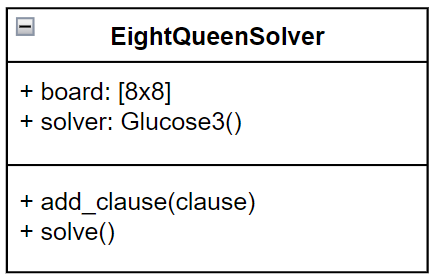 EightQueenSolver
+ board: [8x8]
+ solver: Glucose3()
+ add_clause(clause)
+ solve()